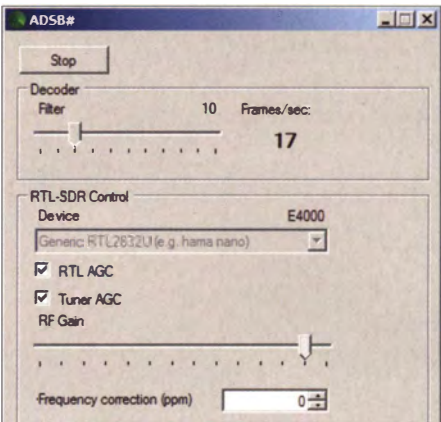 ADSB#
Stop
Decoder
Filter 10 Frames/sec:
17
RTL-SDR Control
Device E4000
Generic RTL2832U (e.g. hama nano)
RTL AGC
Tuner AGC
RF Gain
Frequency correction (ppm) 0